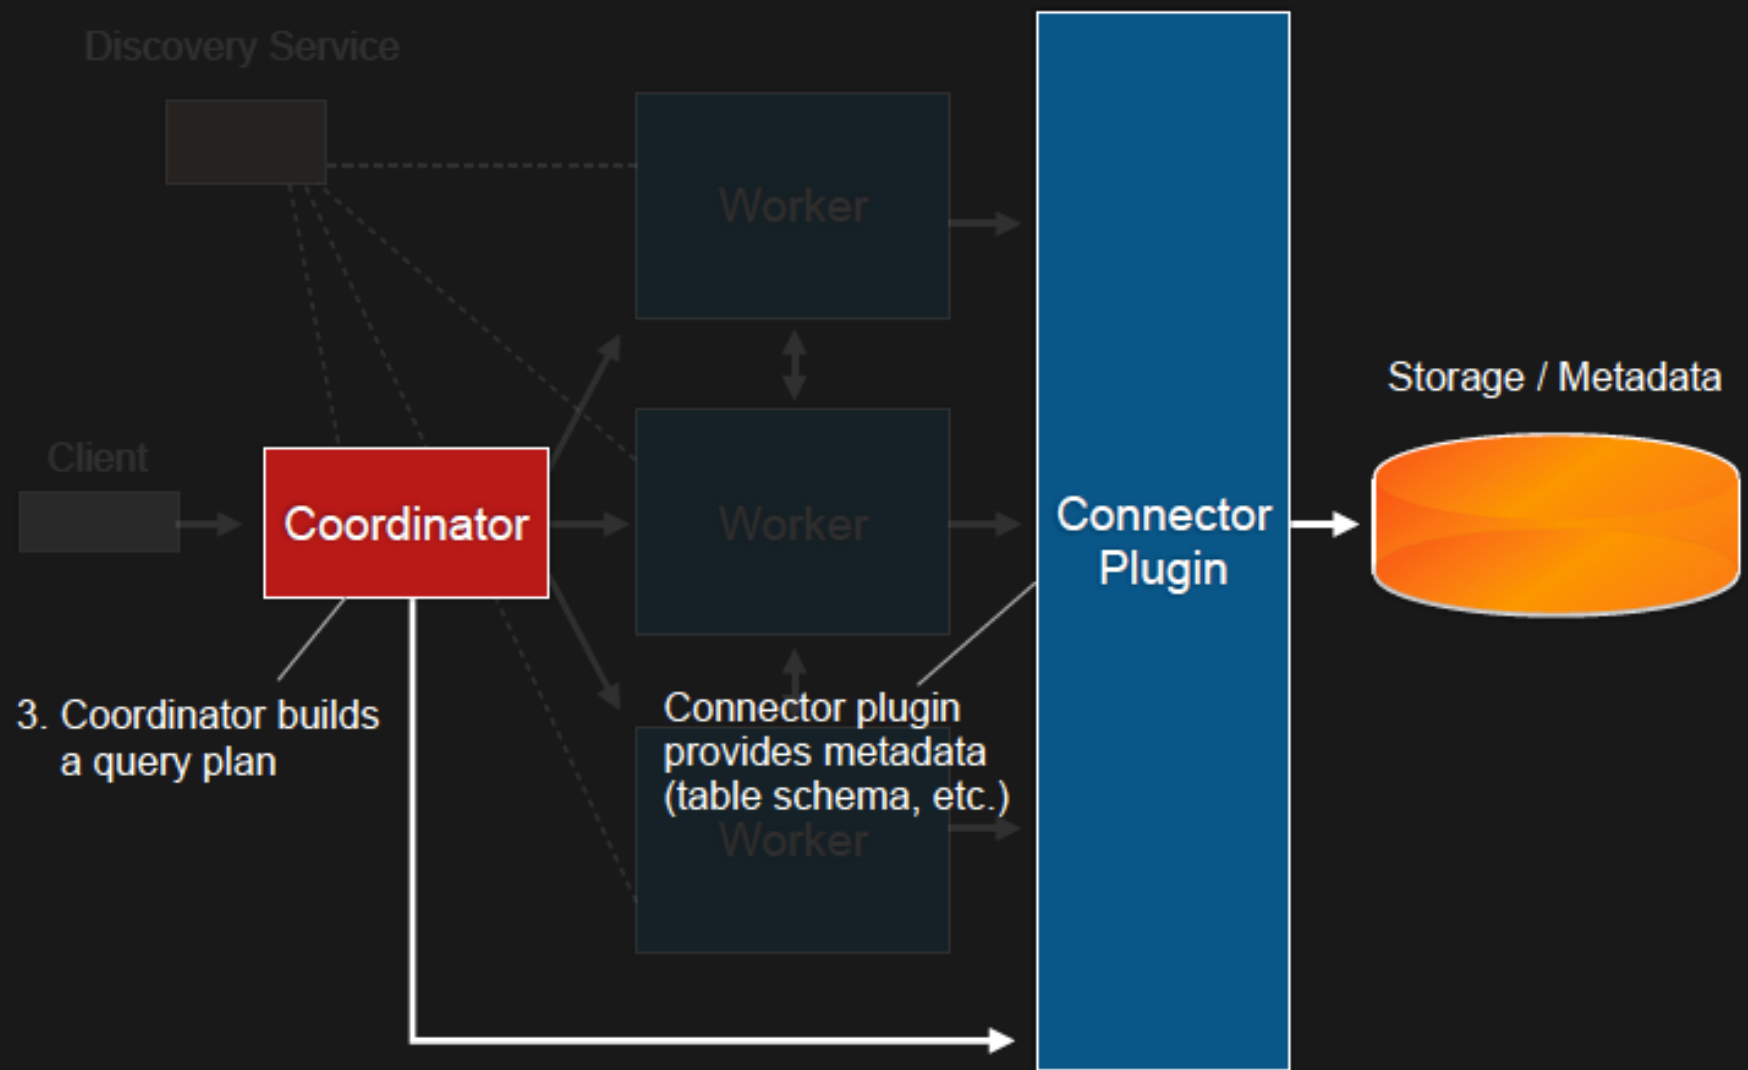 Discovery Service
Worker
Storage / Metadata
Client
Coordinator
Worker
Connector
Plugin
3. Coordinator builds
a query plan
Connector plugin
provides metadata
(table schema, etc.)
Worker